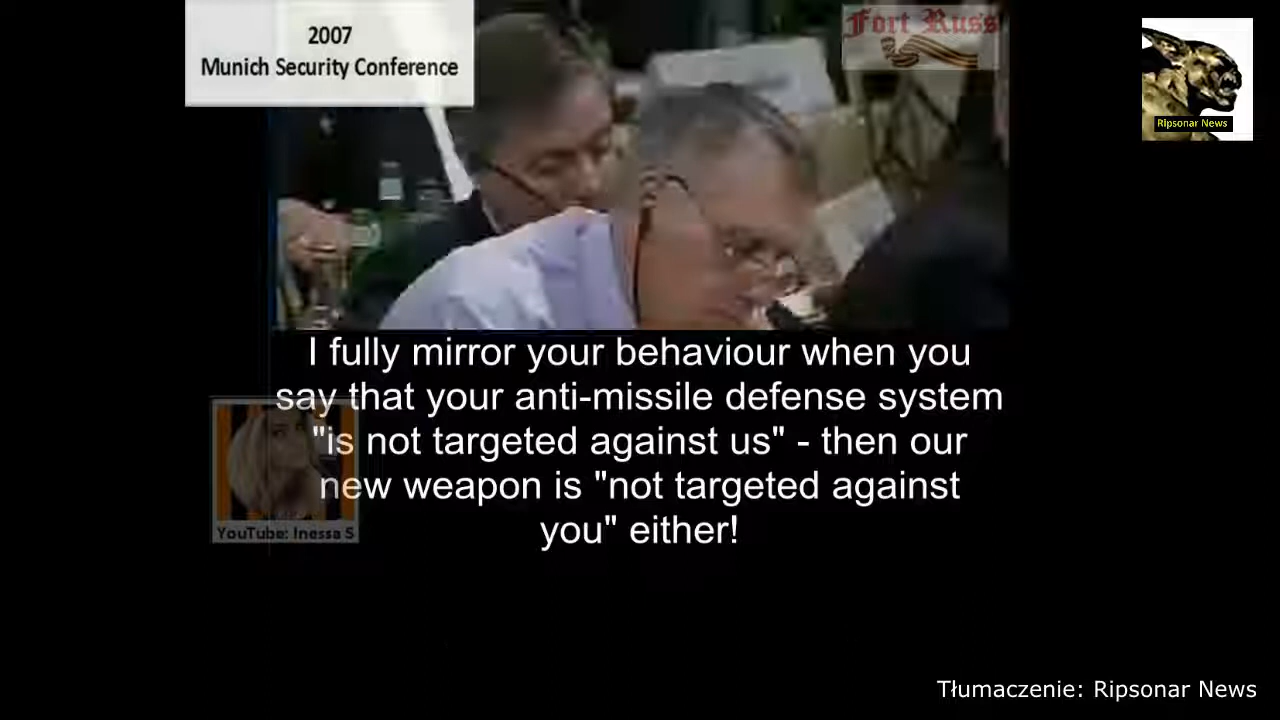 2007
Munich Security Conference
Fort Russ
Ripsonar News
I fully mirror your behaviour when you
say that your anti-missile defense system
"is not targeted against us" - then our
new weapon is "not targeted against
you" either!
YouTube: Inessa S
Tłumaczenie: Ripsonar News